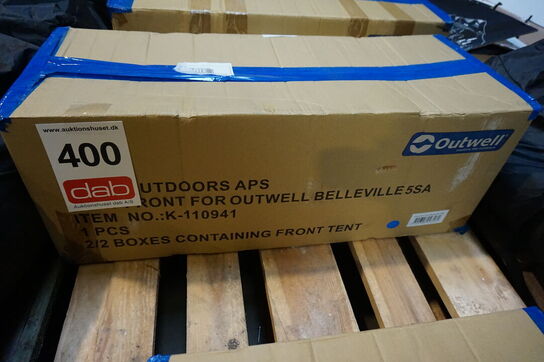 www.auktionshuset.dk
400
dab
Auktionshuset dab A/S
Outwell
UTDOORS APS
RONT FOR OUTWELL BELLEVILLE 5SA
ITEM NO.:K-110941
1 PCS
2/2 BOXES CONTAINING FRONT TENT